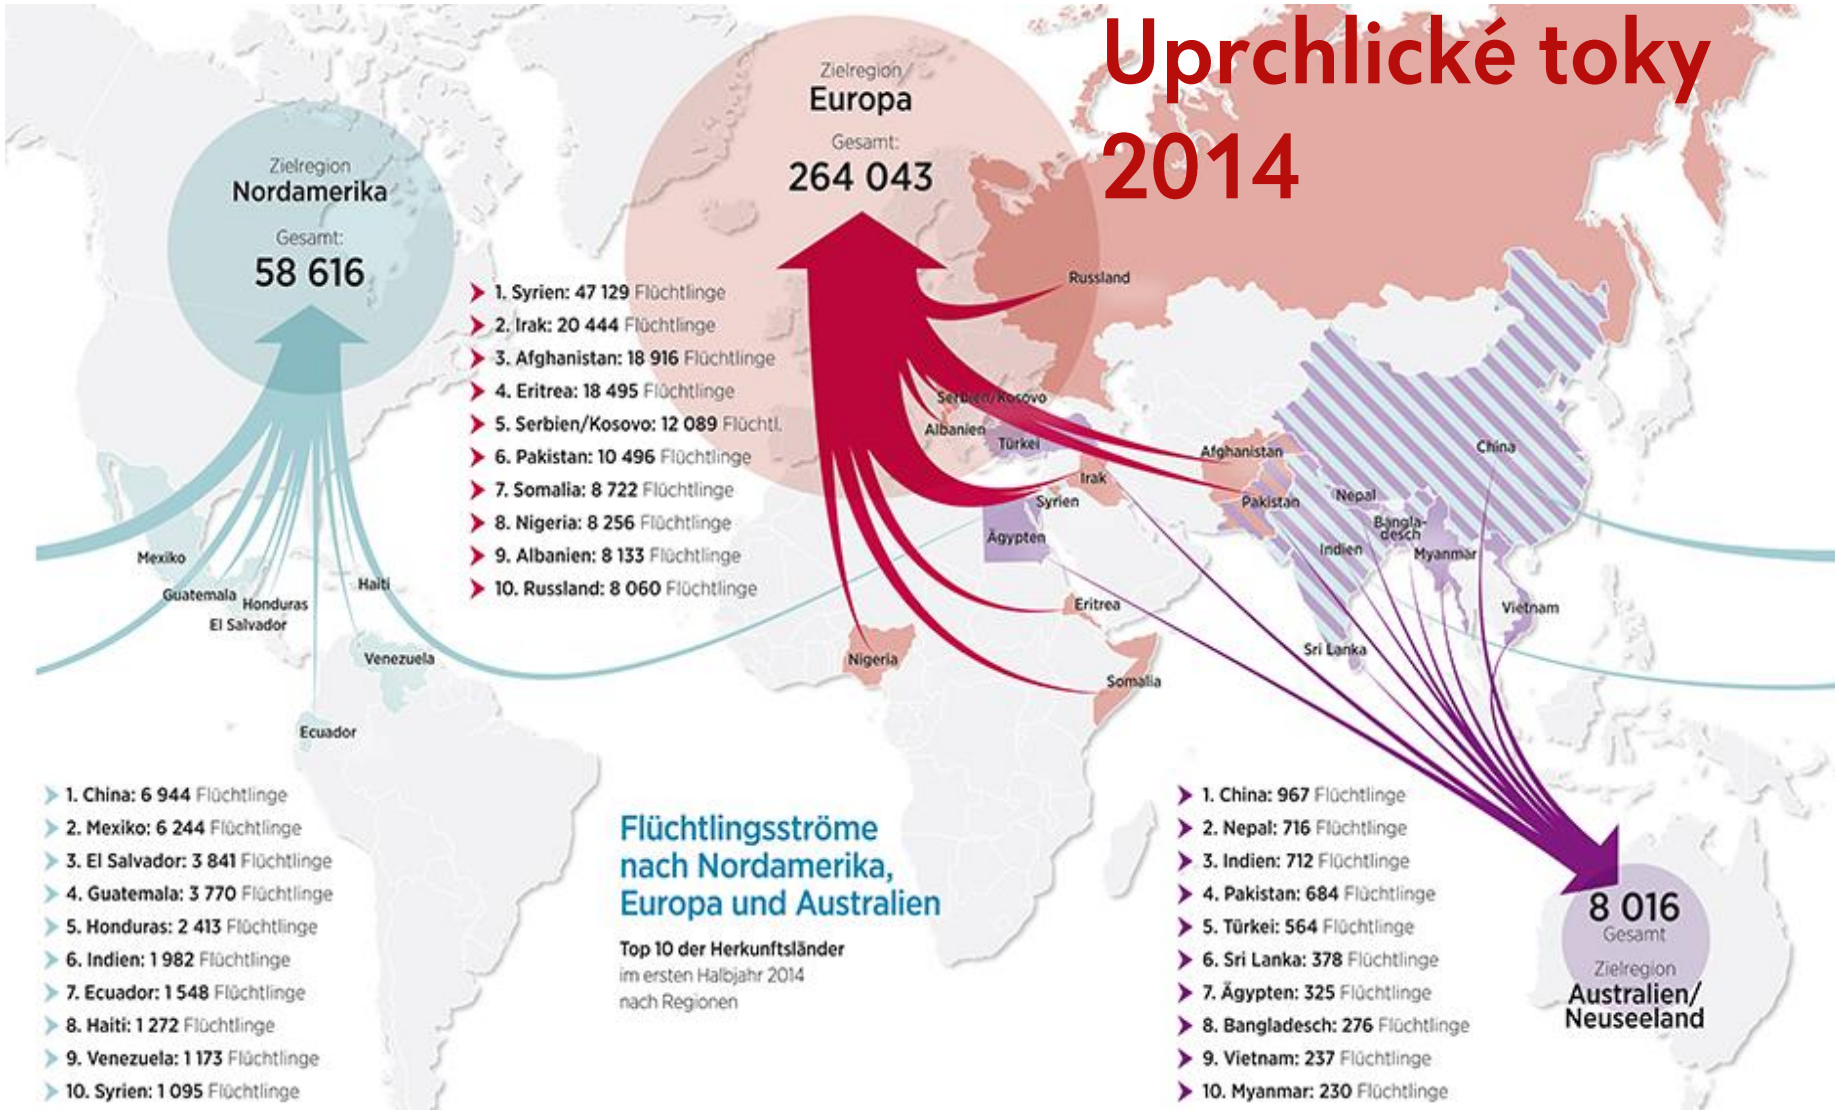 Uprchlické toky
2014
Zielregion
Nordamerika
Gesamt:
58 616
Zielregion
Europa
Gesamt:
264 043
1. Syrien: 47 129 Flüchtlinge
2. Irak: 20 444 Flüchtlinge
3. Afghanistan: 18 916 Flüchtlinge
4. Eritrea: 18 495 Flüchtlinge
5. Serbien/Kosovo: 12 089 Flüchtl.
6. Pakistan: 10 496 Flüchtlinge
7. Somalia: 8 722 Flüchtlinge
8. Nigeria: 8 256 Flüchtlinge
9. Albanien: 8 133 Flüchtlinge
10. Russland: 8 060 Flüchtlinge
Russland
Serbien/Kosovo
Albanien
Türkei
Afghanistan
China
Irak
Syrien
Pakistan
Nepal
Ägypten
Bangla-
desch
Indien
Myanmar
Mexiko
Haiti
Guatemala
Honduras
El Salvador
Eritrea
Vietnam
Venezuela
Nigeria
Sri Lanka
Somalia
Ecuador
1. China: 6 944 Flüchtlinge
2. Mexiko: 6 244 Flüchtlinge
3. El Salvador: 3 841 Flüchtlinge
4. Guatemala: 3 770 Flüchtlinge
5. Honduras: 2 413 Flüchtlinge
6. Indien: 1 982 Flüchtlinge
7. Ecuador: 1 548 Flüchtlinge
8. Haiti: 1 272 Flüchtlinge
9. Venezuela: 1 173 Flüchtlinge
10. Syrien: 1 095 Flüchtlinge
Flüchtlingsströme
nach Nordamerika,
Europa und Australien
Top 10 der Herkunftsländer
im ersten Halbjahr 2014
nach Regionen
1. China: 967 Flüchtlinge
2. Nepal: 716 Flüchtlinge
3. Indien: 712 Flüchtlinge
4. Pakistan: 684 Flüchtlinge
5. Türkei: 564 Flüchtlinge
6. Sri Lanka: 378 Flüchtlinge
7. Ägypten: 325 Flüchtlinge
8. Bangladesch: 276 Flüchtlinge
9. Vietnam: 237 Flüchtlinge
10. Myanmar: 230 Flüchtlinge
8 016
Gesamt
Zielregion
Australien/
Neuseeland